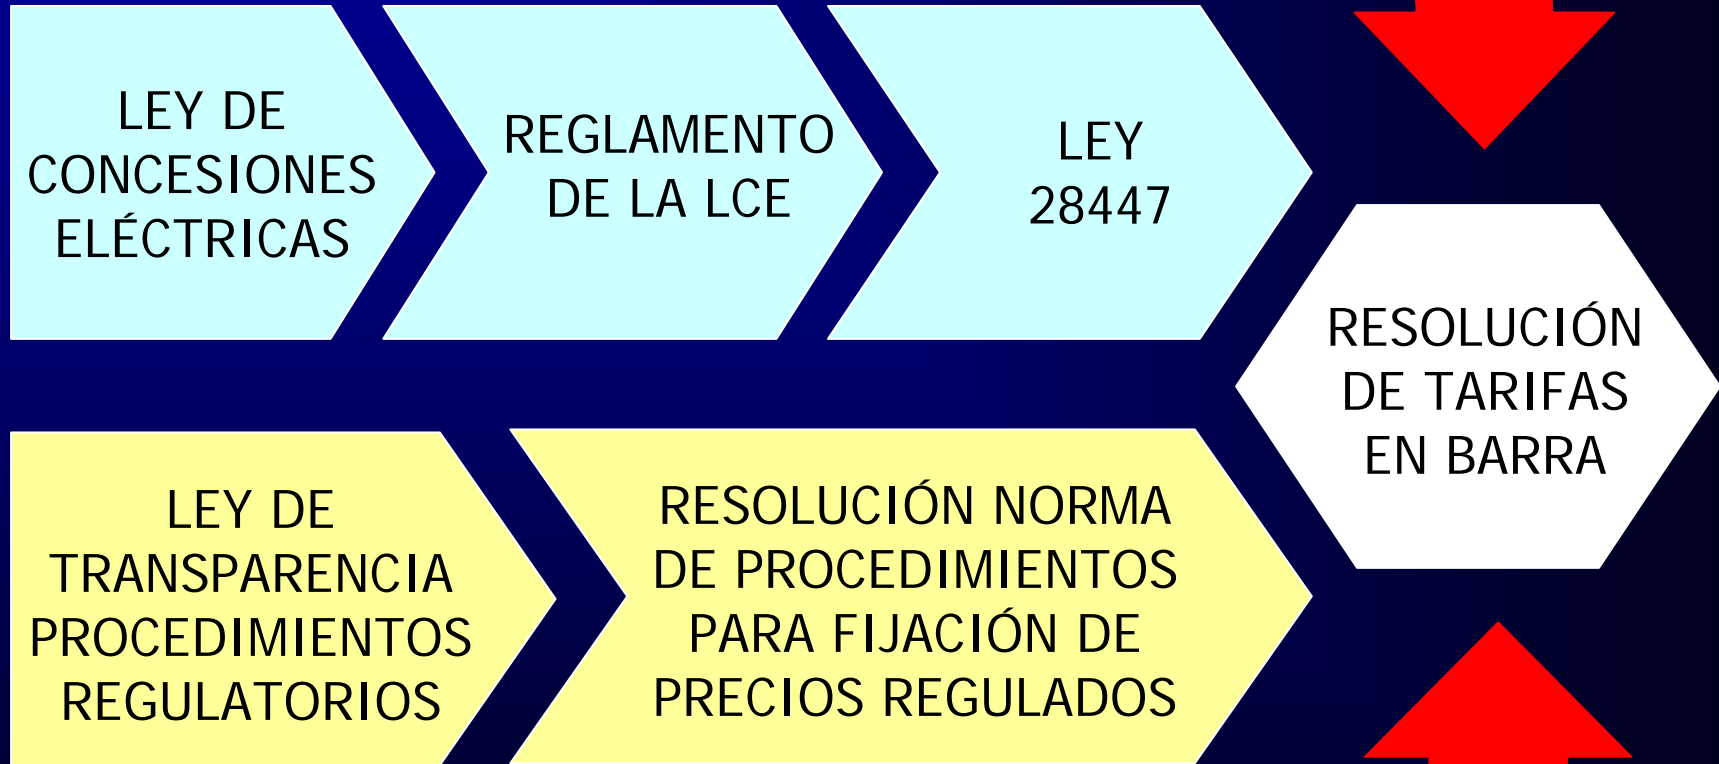 LEY DE
CONCESIONES
ELÉCTRICAS
REGLAMENTO
DE LA LCE
LEY
28447
RESOLUCIÓN
DE TARIFAS
EN BARRA
LEY DE
TRANSPARENCIA
PROCEDIMIENTOS
REGULATORIOS
RESOLUCIÓN NORMA
DE PROCEDIMIENTOS
PARA FIJACIÓN DE
PRECIOS REGULADOS